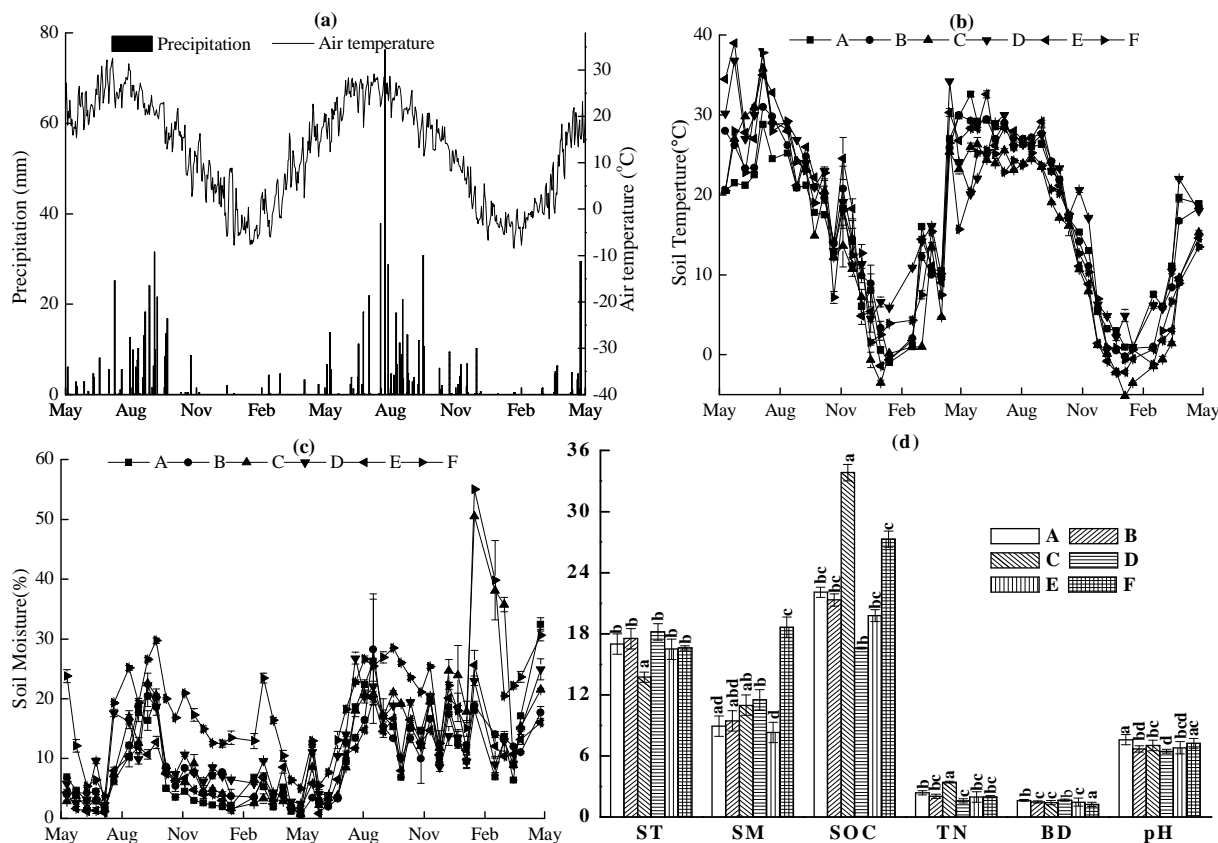 (a)
Precipitation
Air temperature
Precipitation (mm)
80
60
40
20
0
Air temperature (°C)
30
20
10
0
-10
-20
-30
-40
May Aug Nov Feb May Aug Nov Feb May
(b)
A B C D E F
Soil Temperture(°C)
40
30
20
10
0
May Aug Nov Feb May Aug Nov Feb May
(c)
A B C D E F
Soil Moisture(%)
60
50
40
30
20
10
0
May Aug Nov Feb May Aug Nov Feb May
(d)
36
30
24
18
12
6
0
A B
C D
E F
b b a b b b
ad abd ab ab d c
bc bc a c bc c
b bc a c bc bc
b c bc b c a
a bd bc d bcd ac
ST SM SOC TN BD pH